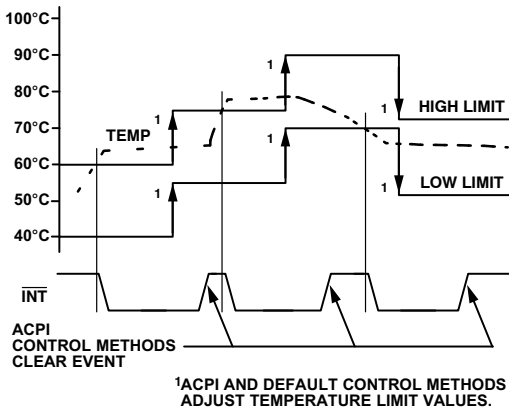 100°C
90°C
80°C
70°C
60°C
50°C
40°C
TEMP
1
1
1
1
1
HIGH LIMIT
LOW LIMIT
INT
ACPI
CONTROL METHODS
CLEAR EVENT
1ACPI AND DEFAULT CONTROL METHODS
ADJUST TEMPERATURE LIMIT VALUES.